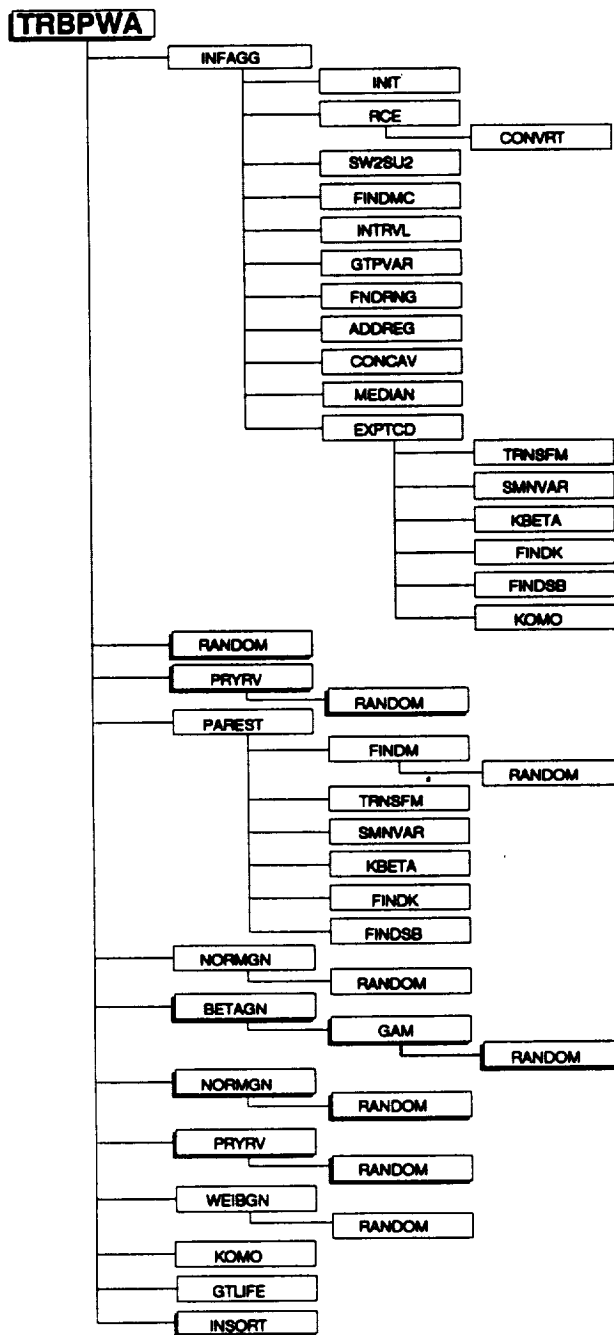 TRBPWA
INFAGG
INIT
RCE
CONVRT
SW2SU2
FINDMC
INTRVL
GTPVAR
FNDRNG
ADDREG
CONCAV
MEDIAN
EXPTCD
TRNSFM
SMNVAR
KBETA
FINDK
FINDSB
KOMO
RANDOM
PRYRV
RANDOM
PAREST
FINDM
RANDOM
TRNSFM
SMNVAR
KBETA
FINDK
FINDSB
NORMGN
RANDOM
BETAGN
GAM
RANDOM
NORMGN
RANDOM
PRYRV
RANDOM
WEIBGN
RANDOM
KOMO
GTLIFE
INSORT